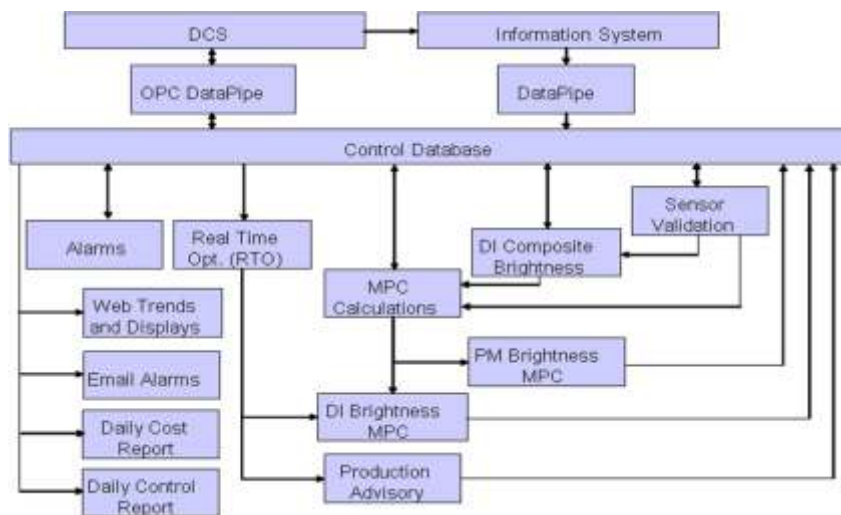 DCS
Information System
OPC DataPipe
DataPipe
Control Database
Alarms
Real Time
Opt. (RTO)
Sensor
Validation
DI Composite
Brightness
MPC
Calculations
Web Trends
and Displays
PM Brightness
MPC
Email Alarms
DI Brightness
MPC
Daily Cost
Report
Production
Advisory
Daily Control
Report